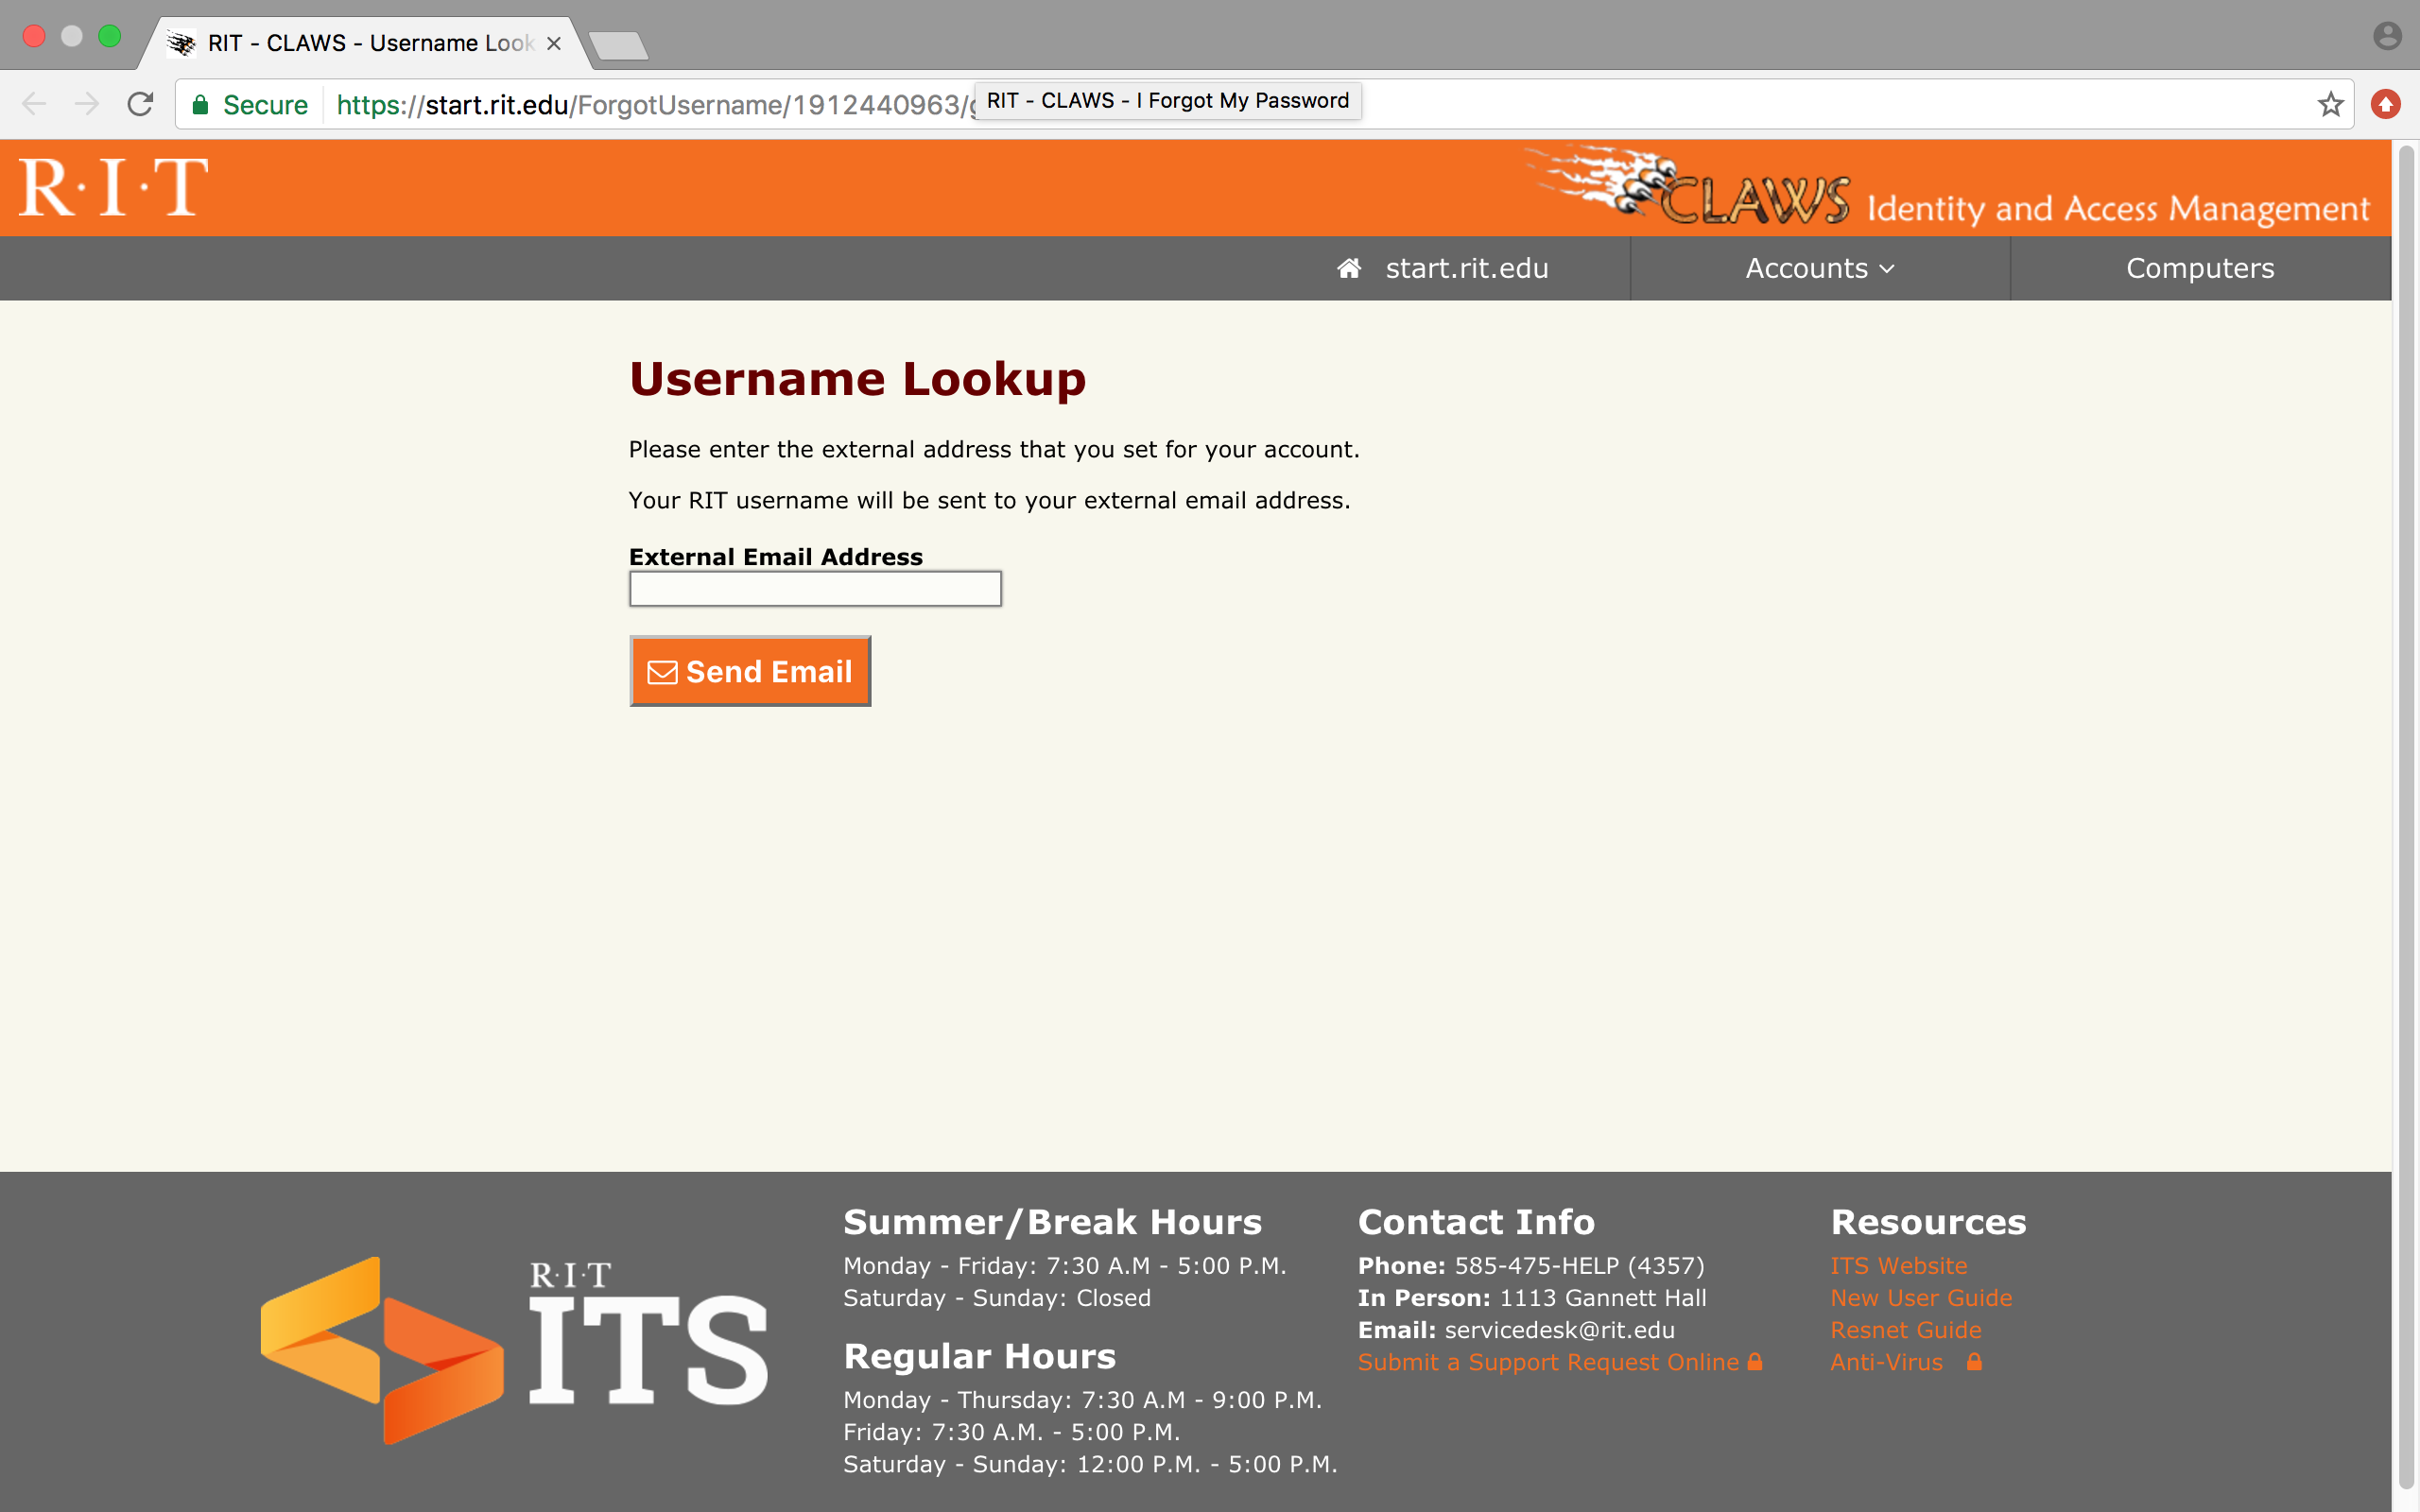 RIT - CLAWS - Username Look
Secure https://start.rit.edu/ForgotUsername/1912440963/
RIT - CLAWS - I Forgot My Password
R·I·T
CLAWS Identity and Access Management
start.rit.edu
Accounts
Computers
Username Lookup
Please enter the external address that you set for your account.
Your RIT username will be sent to your external email address.
External Email Address
Send Email
R·I·T
ITS
Summer/Break Hours
Monday - Friday: 7:30 A.M - 5:00 P.M.
Saturday - Sunday: Closed
Regular Hours
Monday - Thursday: 7:30 A.M - 9:00 P.M.
Friday: 7:30 A.M. - 5:00 P.M.
Saturday - Sunday: 12:00 P.M. - 5:00 P.M.
Contact Info
Phone: 585-475-HELP (4357)
In Person: 1113 Gannett Hall
Email: servicedesk@rit.edu
Submit a Support Request Online
Resources
ITS Website
New User Guide
Resnet Guide
Anti-Virus